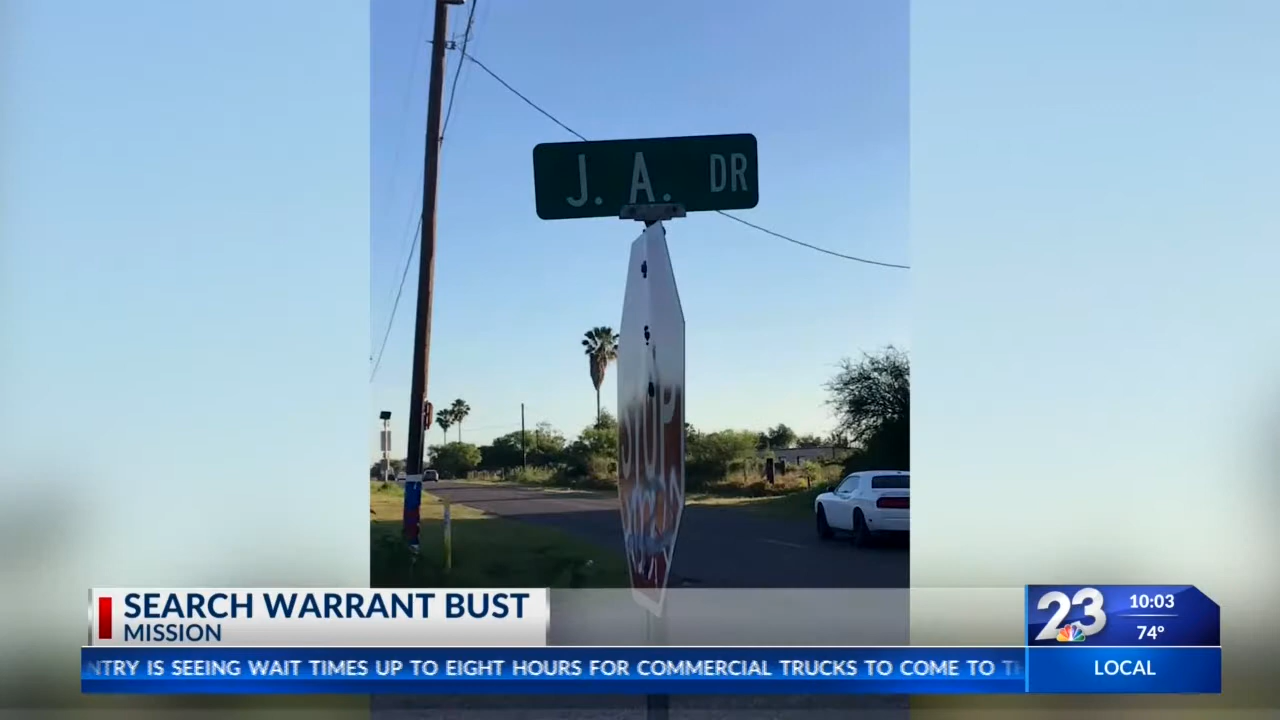 J. A. DR
STOP
SEARCH WARRANT BUST
MISSION
23
10:03
74°
NTRY IS SEEING WAIT TIMES UP TO EIGHT HOURS FOR COMMERCIAL TRUCKS TO COME TO TH
LOCAL